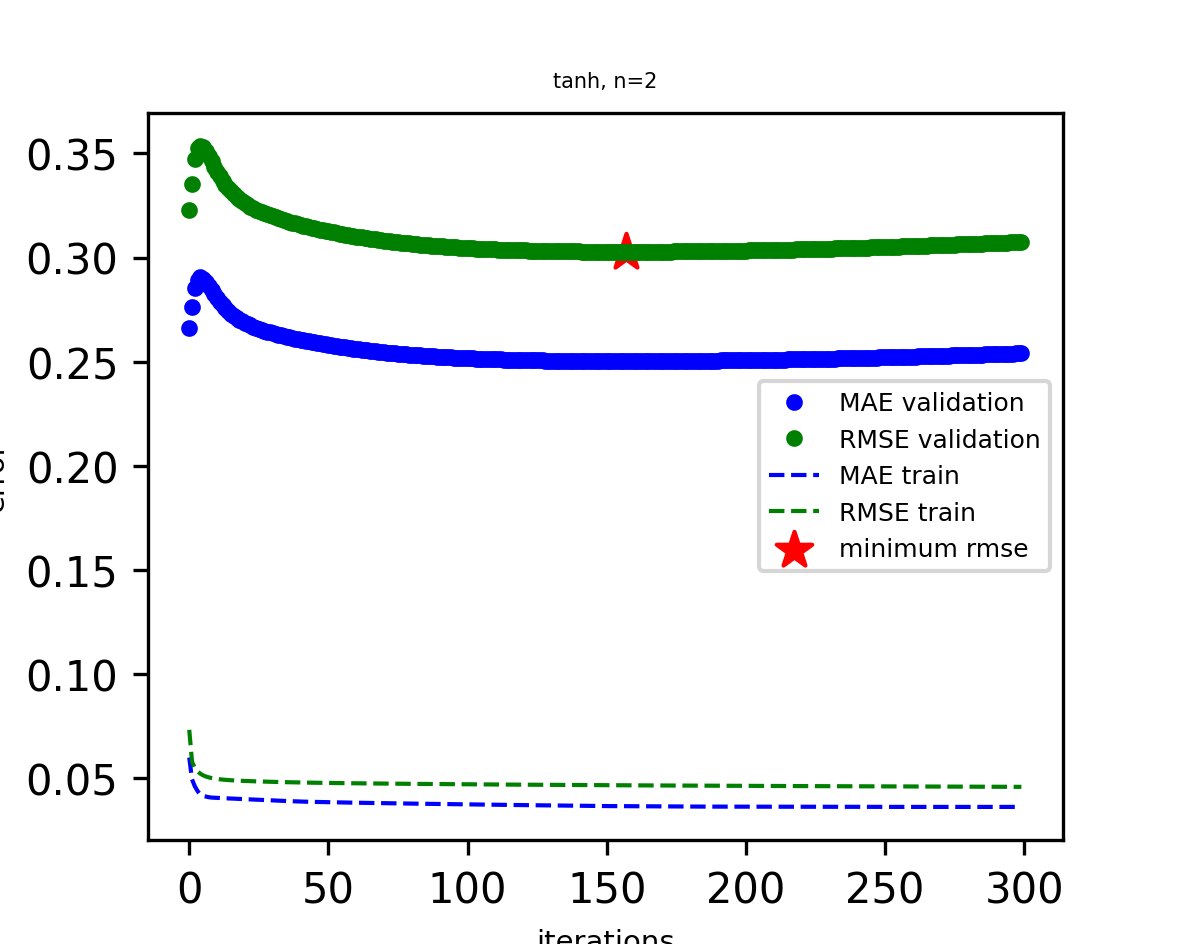 tanh, n=2
0.35
0.30
0.25
0.20
0.15
0.10
0.05
MAE validation
RMSE validation
MAE train
RMSE train
minimum rmse
0 50 100 150 200 250 300
iterations